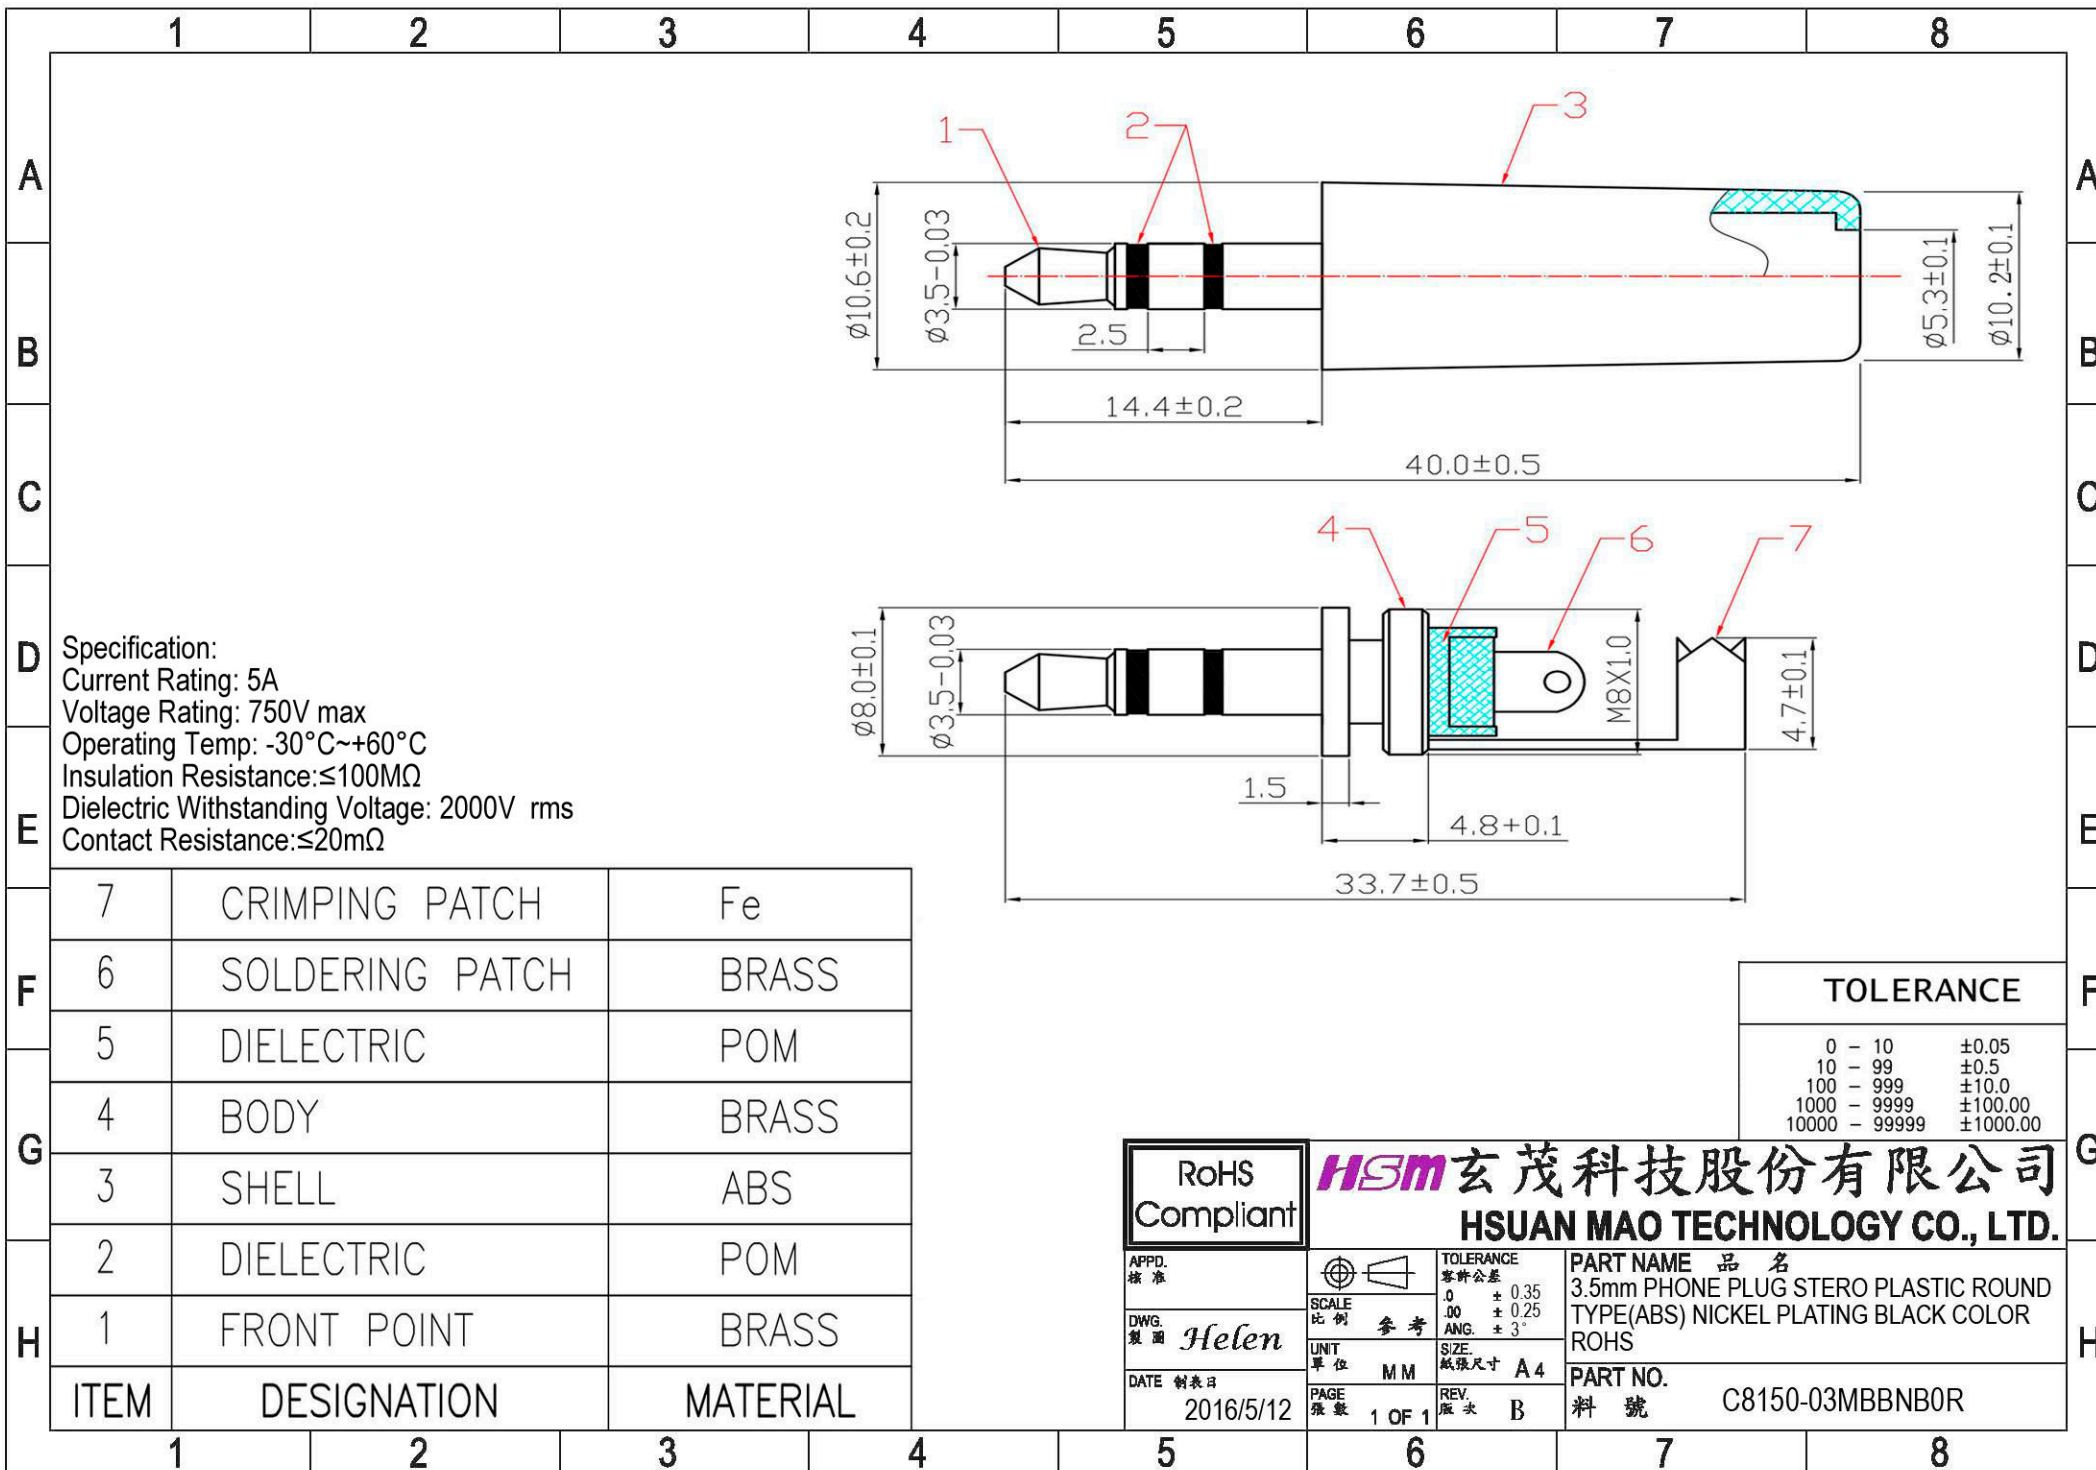 1 2 3 4 5 6 7 8
A A
B B
C C
D D
E E
F F
G G
H H
1 2 3
Ø10.6±0.2
Ø3.5-0.03
2.5
14.4±0.2
40.0±0.5
Ø5.3±0.1
Ø10.2±0.1
4 5 6 7
Ø8.0±0.1
Ø3.5-0.03
M8X1.0
4.7±0.1
1.5
4.8+0.1
33.7±0.5
Specification:
Current Rating: 5A
Voltage Rating: 750V max
Operating Temp: -30°C~+60°C
Insulation Resistance:≤100MΩ
Dielectric Withstanding Voltage: 2000V rms
Contact Resistance:≤20mΩ
7 CRIMPING PATCH Fe
6 SOLDERING PATCH BRASS
5 DIELECTRIC POM
4 BODY BRASS
3 SHELL ABS
2 DIELECTRIC POM
1 FRONT POINT BRASS
ITEM DESIGNATION MATERIAL
TOLERANCE
0 - 10 ±0.05
10 - 99 ±0.5
100 - 999 ±10.0
1000 - 9999 ±100.00
10000 - 99999 ±1000.00
RoHS
Compliant
HSM 玄茂科技股份有限公司
HSUAN MAO TECHNOLOGY CO., LTD.
APPD.
核 准
DWG.
製 圖 Helen
DATE 制表日
2016/5/12
SCALE
比 例 参 考
UNIT
單 位 MM
PAGE
張 數 1 OF 1
TOLERANCE
容許公差
.0 ± 0.35
.00 ± 0.25
ANG. ± 3°
SIZE.
紙張尺寸 A4
REV.
版 次 B
PART NAME 品 名
3.5mm PHONE PLUG STERO PLASTIC ROUND
TYPE(ABS) NICKEL PLATING BLACK COLOR
ROHS
PART NO.
料 號 C8150-03MBBNB0R
1 2 3 4 5 6 7 8